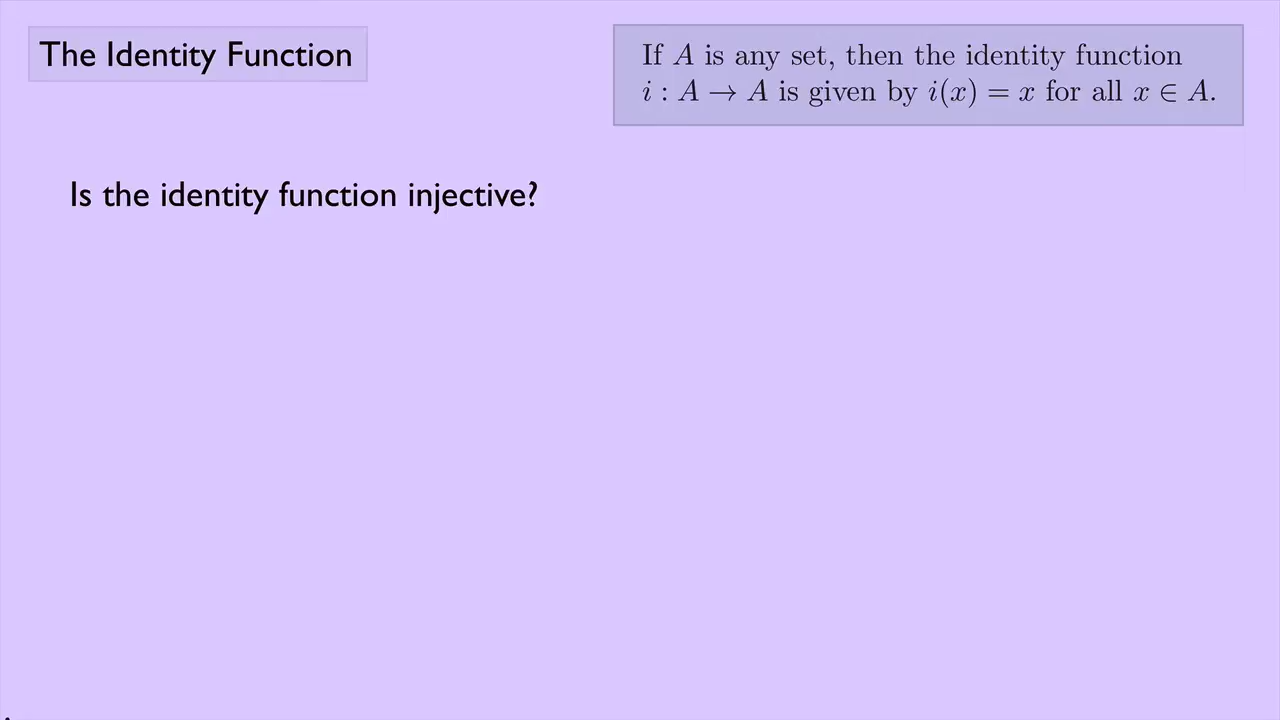 The Identity Function
If A is any set, then the identity function
i : A → A is given by i(x) = x for all x ∈ A.
Is the identity function injective?